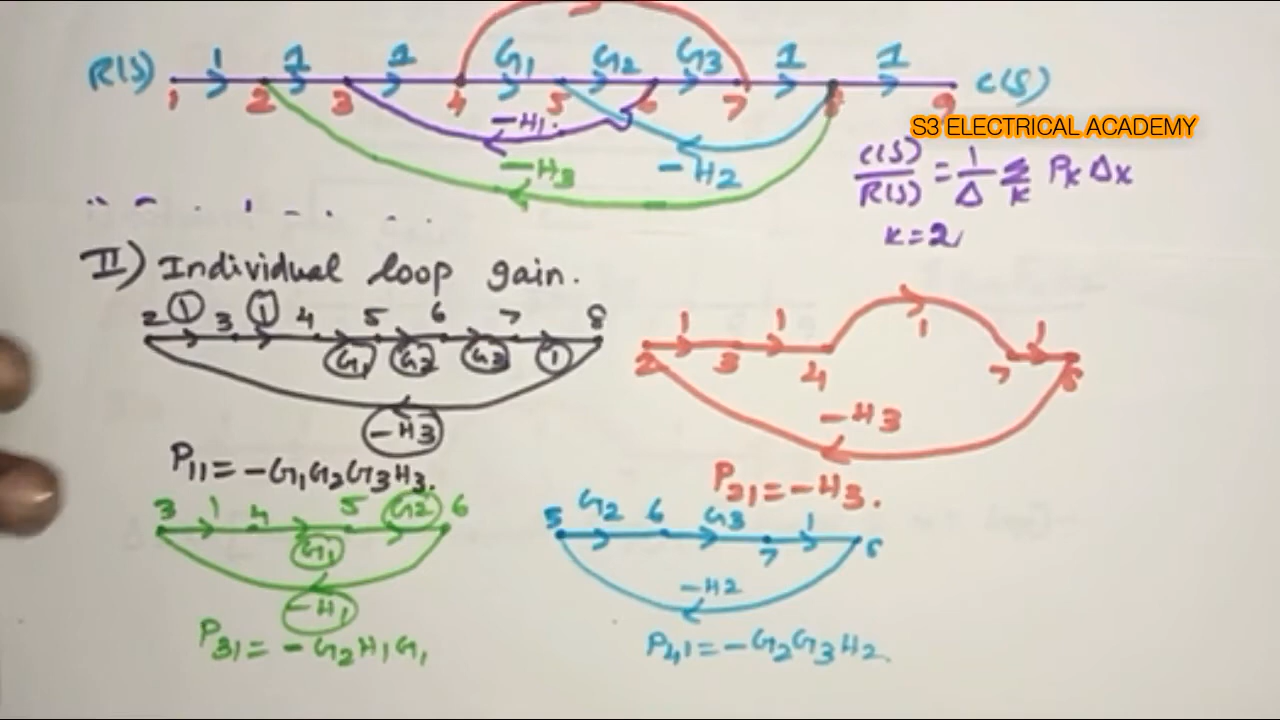 R(S) 1 1 1 G1 G2 G3 1 1 C(S)
1 2 3 4 5 6 7 8 9
-H1.
-H3
-H2
S3 ELECTRICAL ACADEMY
C(S)/R(S) = 1/Δ Σk Pk Δk
k=2
II) Individual loop gain.
2 1 3 1 4 5 6 7 8
G1 G2 G3 1
-H3
P11 = -G1G2G3H3.
1 1 1 1
2 3 4 7 8
-H3
P21 = -H3.
3 1 4 5 G2 6
G1
-H1
P31 = -G2H1G1
5 G2 6 G3 7 1 8
-H2
P41 = -G2G3H2.